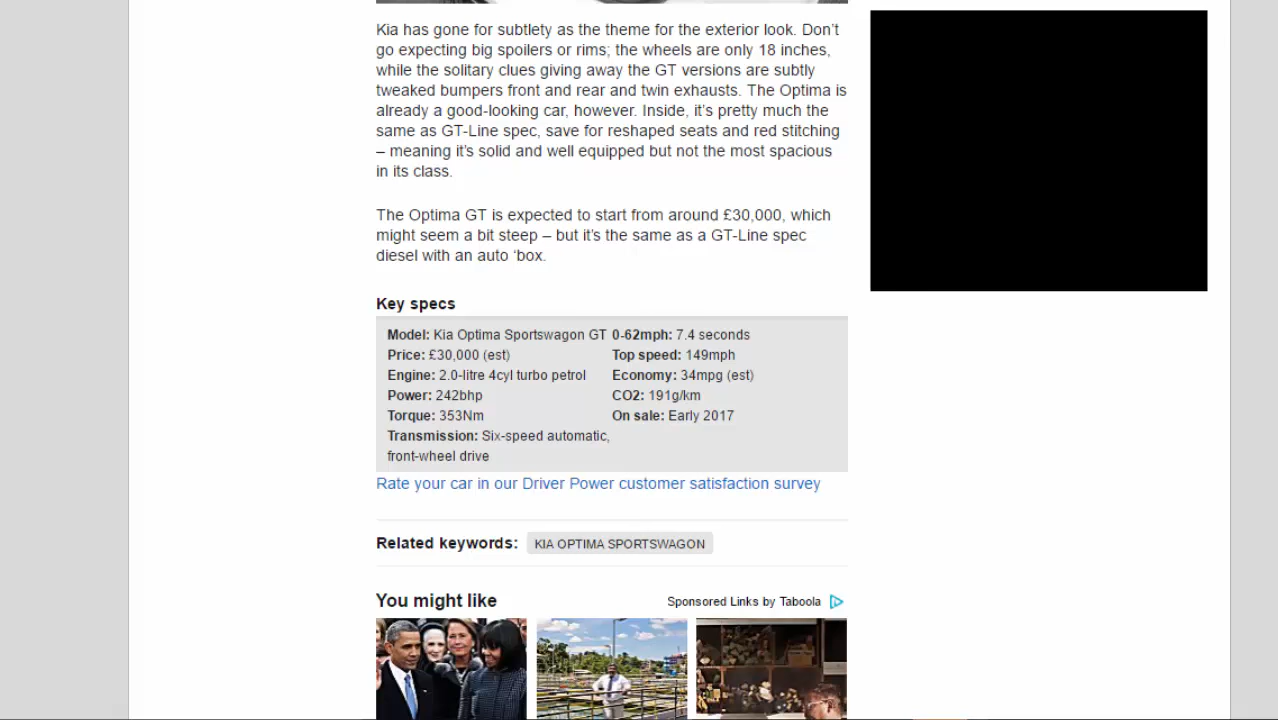 Kia has gone for subtlety as the theme for the exterior look. Don’t
go expecting big spoilers or rims; the wheels are only 18 inches,
while the solitary clues giving away the GT versions are subtly
tweaked bumpers front and rear and twin exhausts. The Optima is
already a good-looking car, however. Inside, it’s pretty much the
same as GT-Line spec, save for reshaped seats and red stitching
– meaning it’s solid and well equipped but not the most spacious
in its class.
The Optima GT is expected to start from around £30,000, which
might seem a bit steep – but it’s the same as a GT-Line spec
diesel with an auto ‘box.
Key specs
Model: Kia Optima Sportswagon GT
Price: £30,000 (est)
Engine: 2.0-litre 4cyl turbo petrol
Power: 242bhp
Torque: 353Nm
Transmission: Six-speed automatic,
front-wheel drive
0-62mph: 7.4 seconds
Top speed: 149mph
Economy: 34mpg (est)
CO2: 191g/km
On sale: Early 2017
Rate your car in our Driver Power customer satisfaction survey
Related keywords: KIA OPTIMA SPORTSWAGON
You might like
Sponsored Links by Taboola